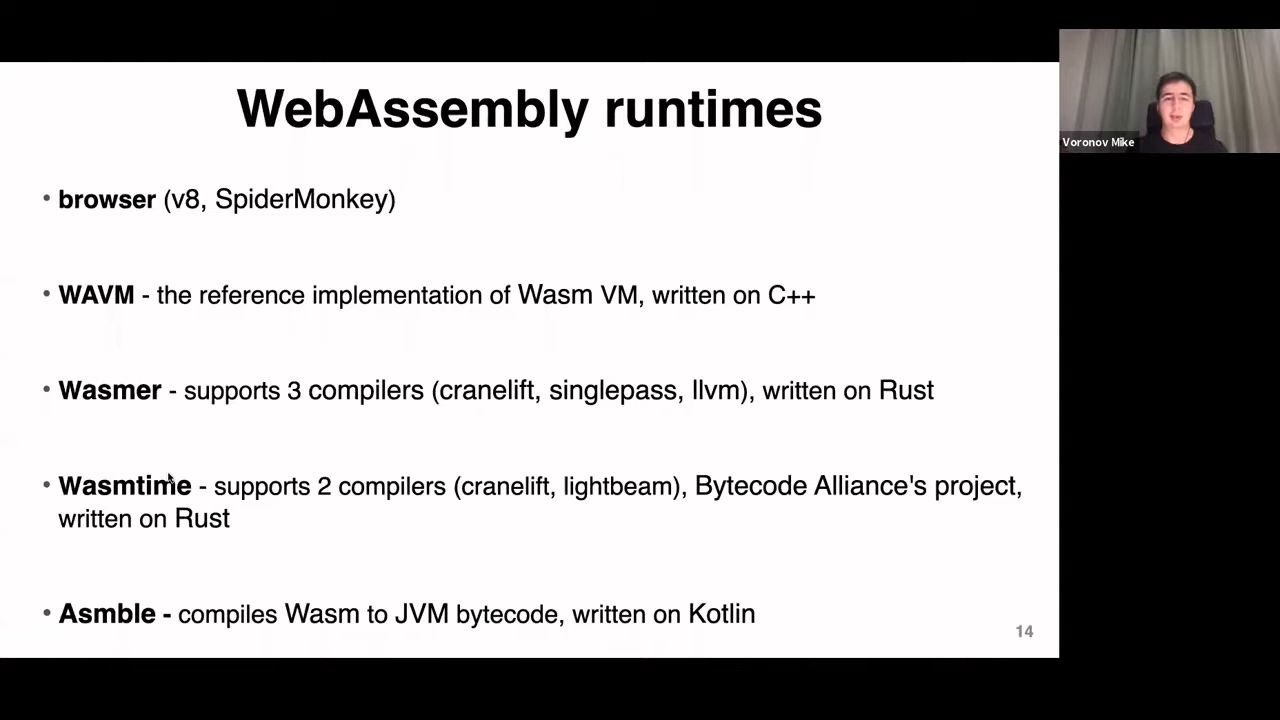 WebAssembly runtimes
• browser (v8, SpiderMonkey)
• WAVM - the reference implementation of Wasm VM, written on C++
• Wasmer - supports 3 compilers (cranelift, singlepass, llvm), written on Rust
• Wasmtime - supports 2 compilers (cranelift, lightbeam), Bytecode Alliance's project,
written on Rust
• Asmble - compiles Wasm to JVM bytecode, written on Kotlin
14
Voronov Mike